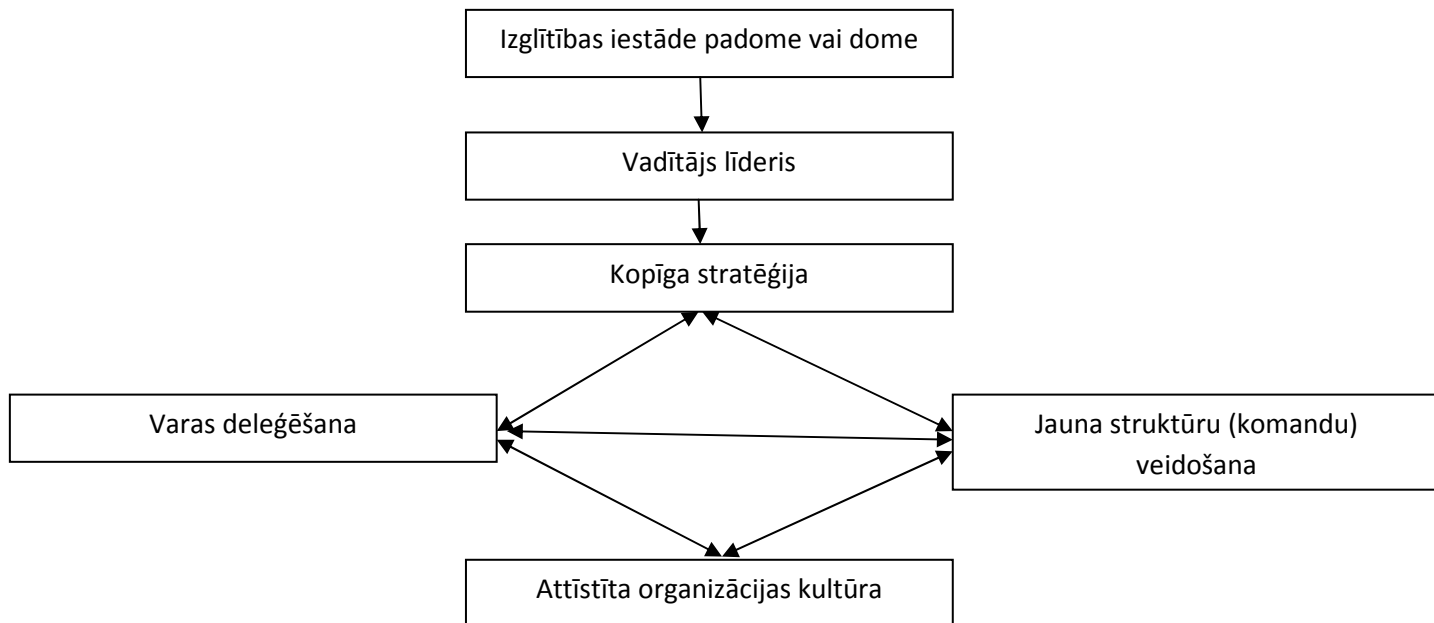 Izglītības iestāde padome vai dome
Vadītājs līderis
Kopīga stratēģija
Varas deleģēšana
Jauna struktūru (komandu)
veidošana
Attīstīta organizācijas kultūra